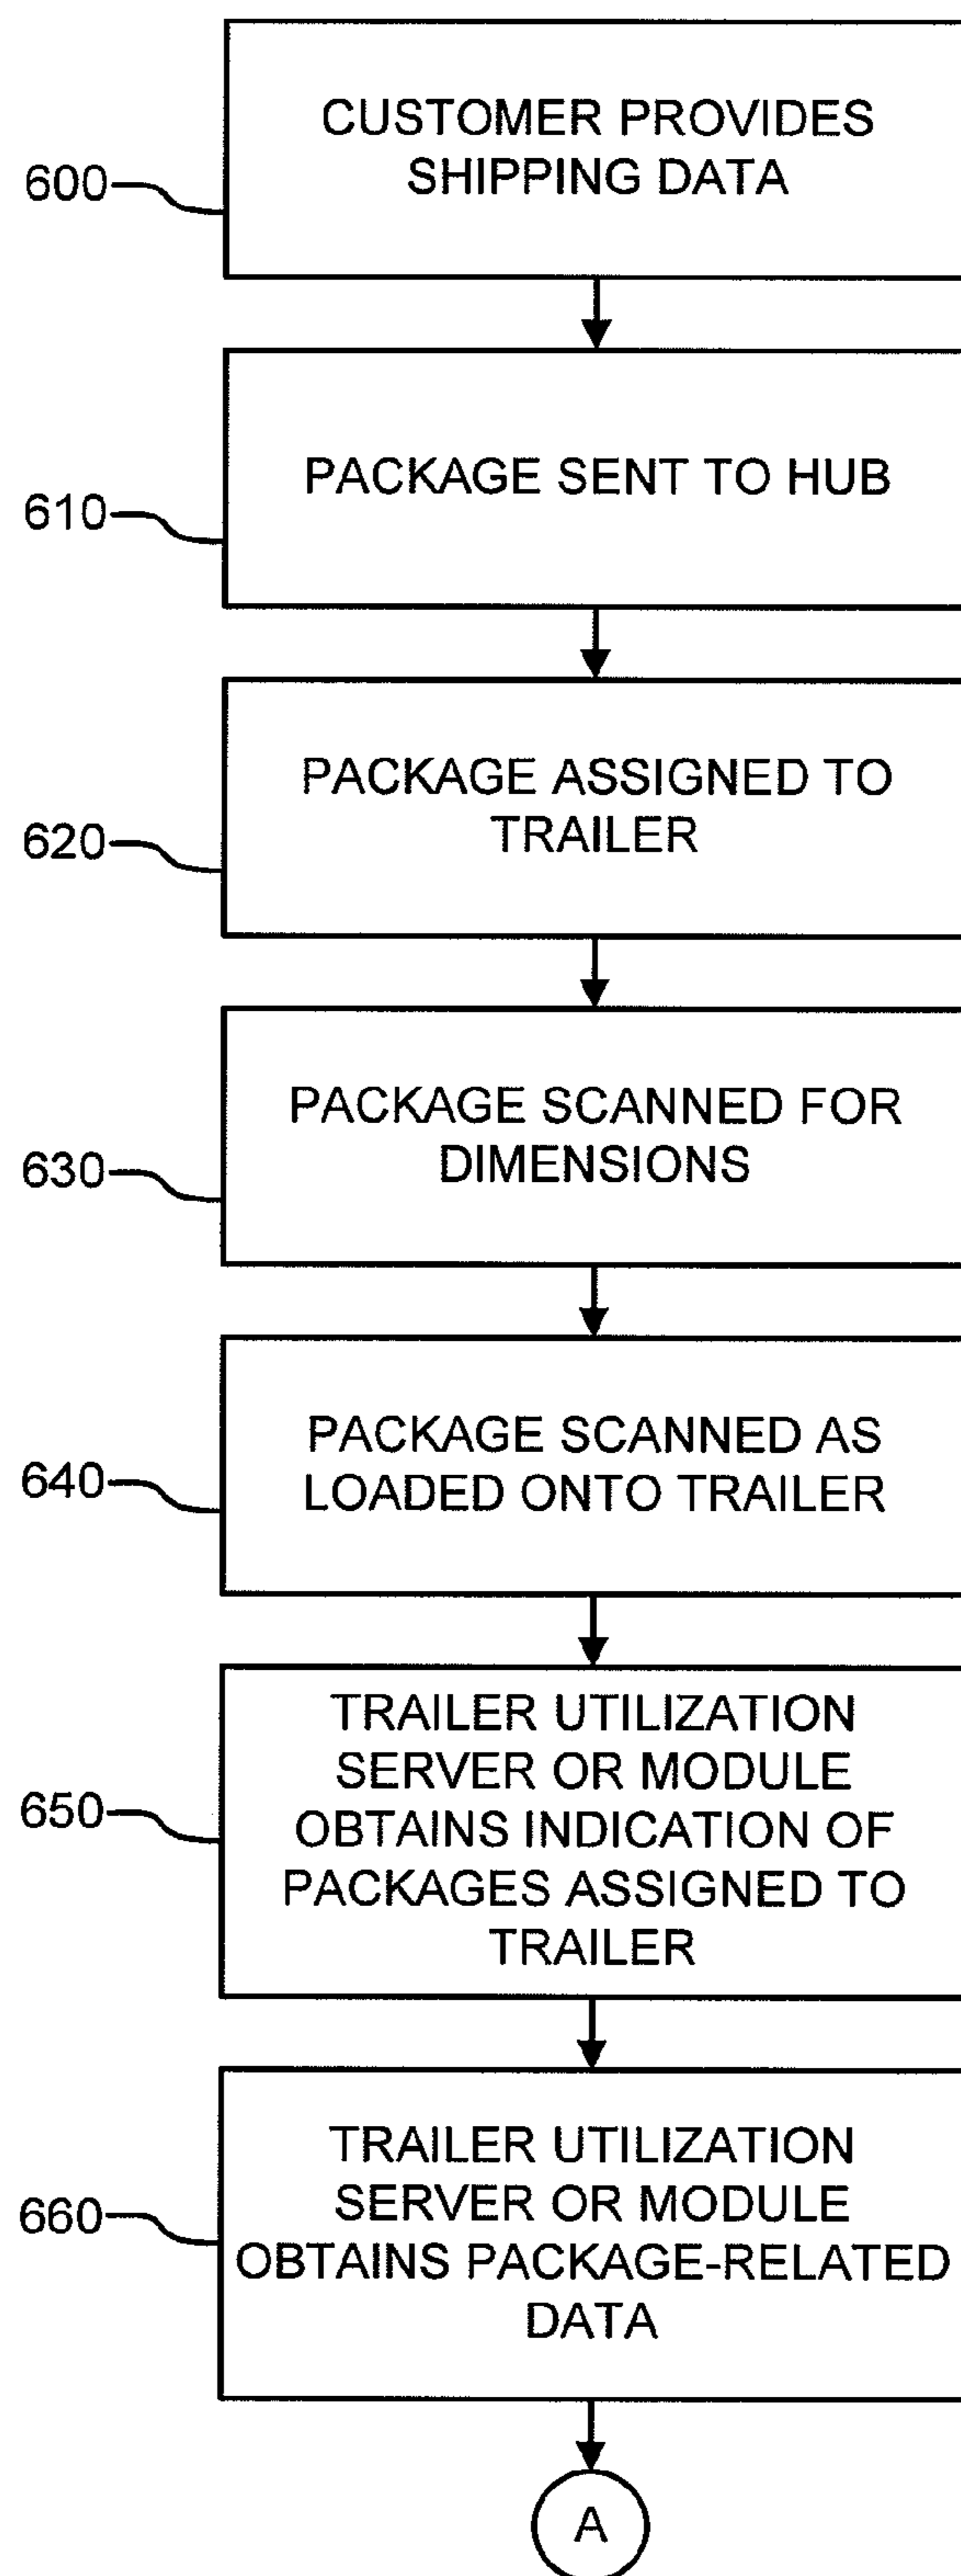 CUSTOMER PROVIDES
SHIPPING DATA
600
PACKAGE SENT TO HUB
610
PACKAGE ASSIGNED TO
TRAILER
620
PACKAGE SCANNED FOR
DIMENSIONS
630
PACKAGE SCANNED AS
LOADED ONTO TRAILER
640
TRAILER UTILIZATION
SERVER OR MODULE
OBTAINS INDICATION OF
PACKAGES ASSIGNED TO
TRAILER
650
TRAILER UTILIZATION
SERVER OR MODULE
OBTAINS PACKAGE-RELATED
DATA
660
A